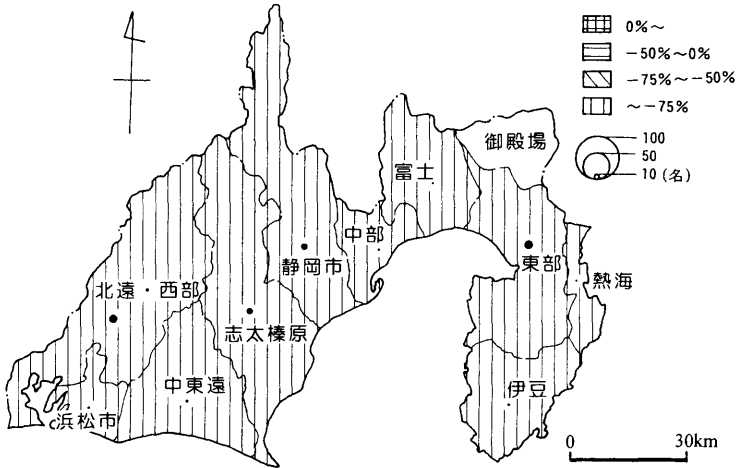 0%～
−50%～0%
−75%～−50%
～−75%
100
50
10(名)
御殿場
富士
中部
静岡市
東部
熱海
北遠・西部
志太榛原
中東遠
伊豆
浜松市
0 30km